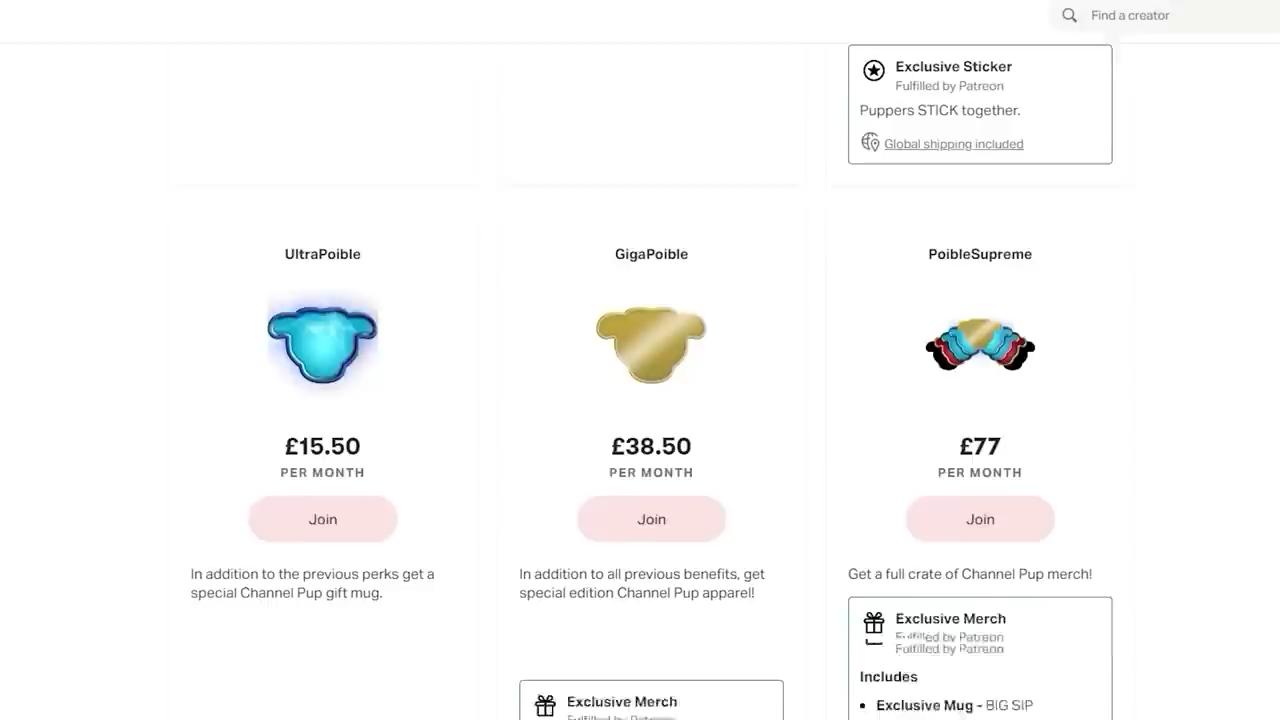 Find a creator
Exclusive Sticker
Fulfilled by Patreon
Puppers STICK together.
Global shipping included
UltraPoible
£15.50
PER MONTH
Join
In addition to the previous perks get a
special Channel Pup gift mug.
GigaPoible
£38.50
PER MONTH
Join
In addition to all previous benefits, get
special edition Channel Pup apparel!
Exclusive Merch
PoibleSupreme
£77
PER MONTH
Join
Get a full crate of Channel Pup merch!
Exclusive Merch
Fulfilled by Patreon
Fulfilled by Patreon
Includes
• Exclusive Mug - BIG SIP